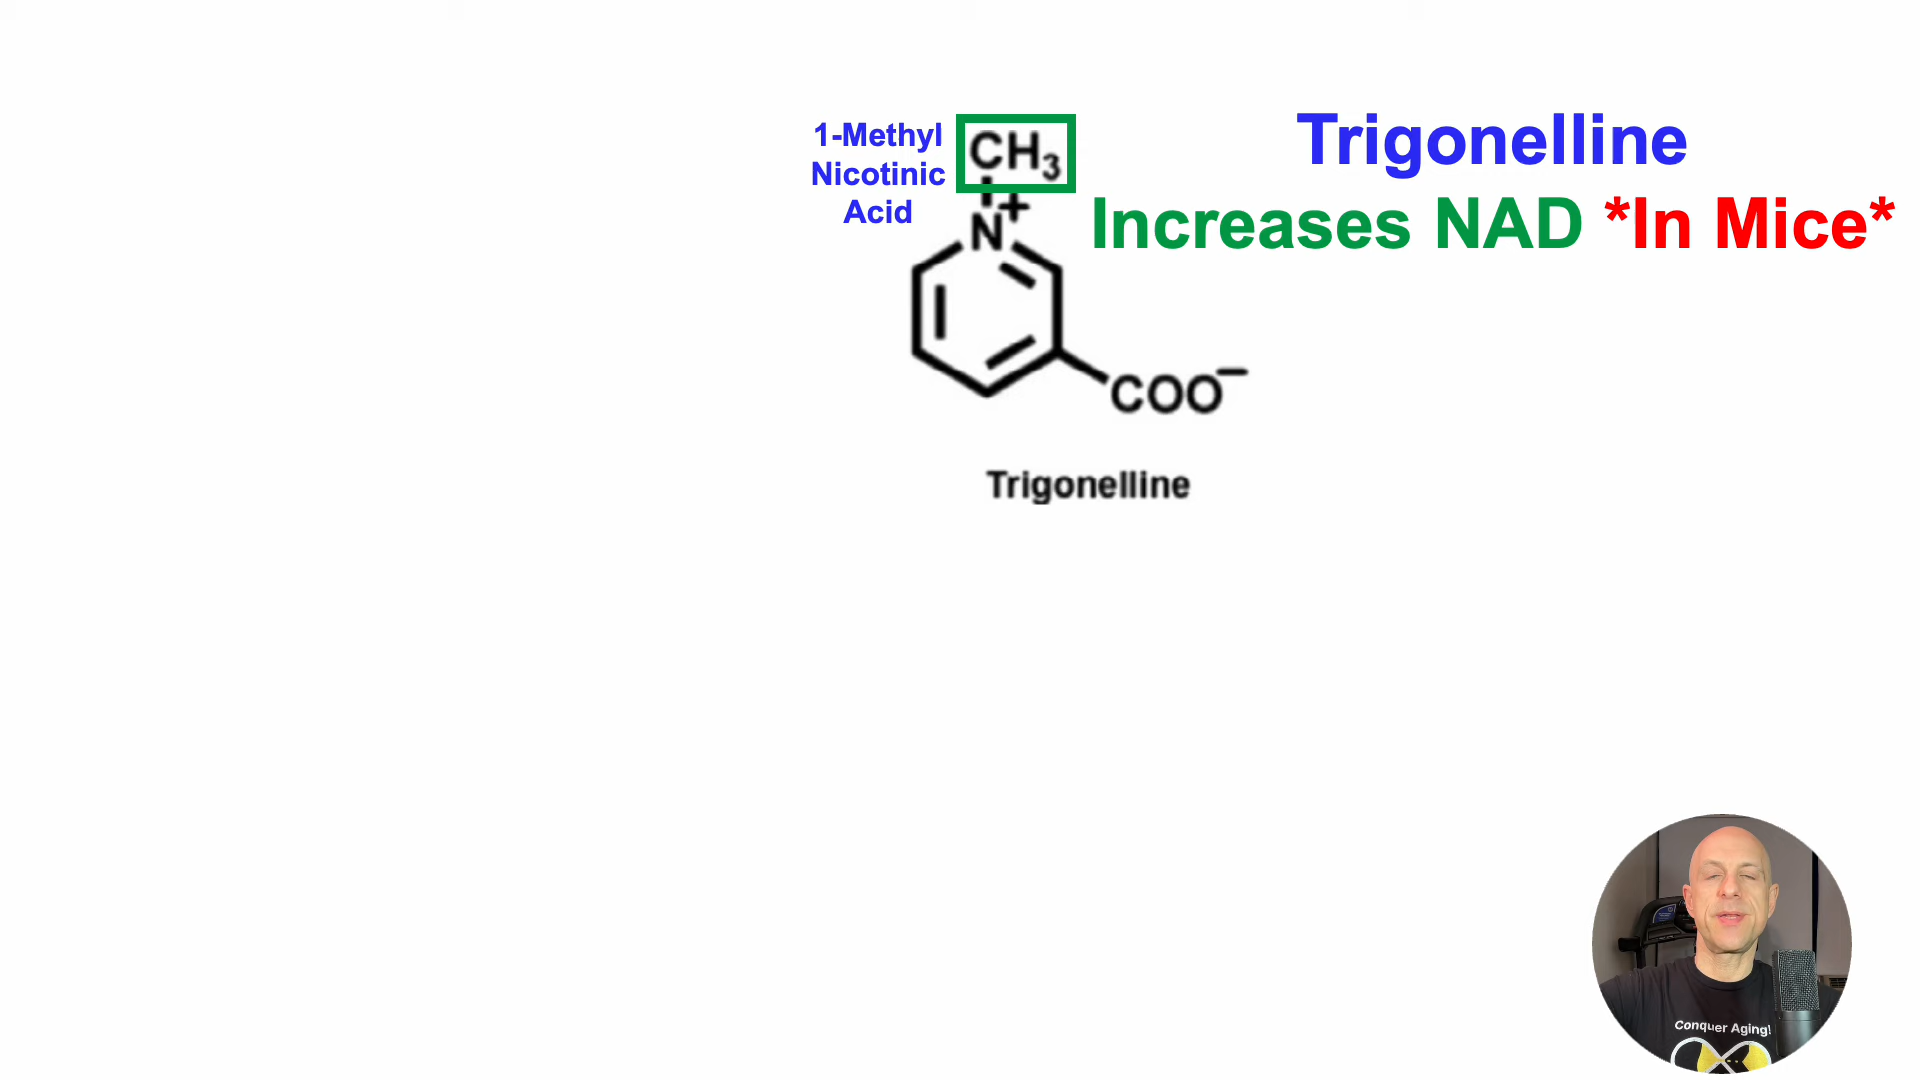 1-Methyl
Nicotinic
Acid
CH3
N+
COO−
Trigonelline
Trigonelline
Increases NAD *In Mice*
Conquer Aging!